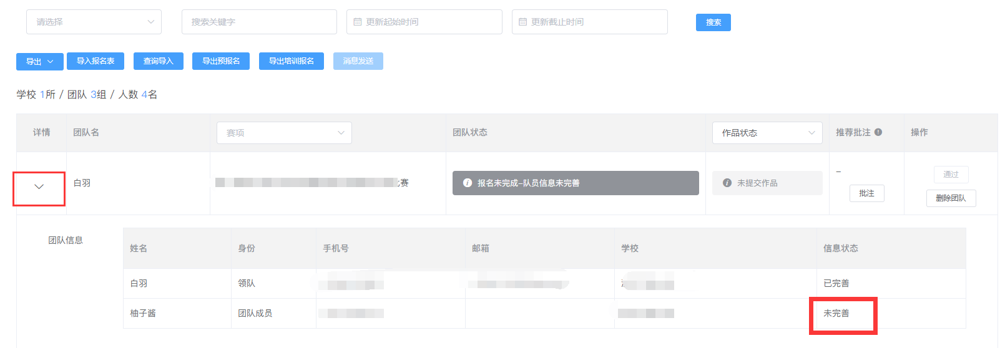 请选择 搜索关键字 更新起始时间 更新截止时间 搜索
导出 导入报名表 查询导入 导出预报名 导出培训报名 消息发送
学校 1所 / 团队 3组 / 人数 4名
详情 团队名 赛项 团队状态 作品状态 推荐批注 操作
白羽 赛 报名未完成-队员信息未完善 未提交作品 – 批注 通过 删除团队
团队信息
姓名 身份 手机号 邮箱 学校 信息状态
白羽 领队 已完善
柚子酱 团队成员 未完善